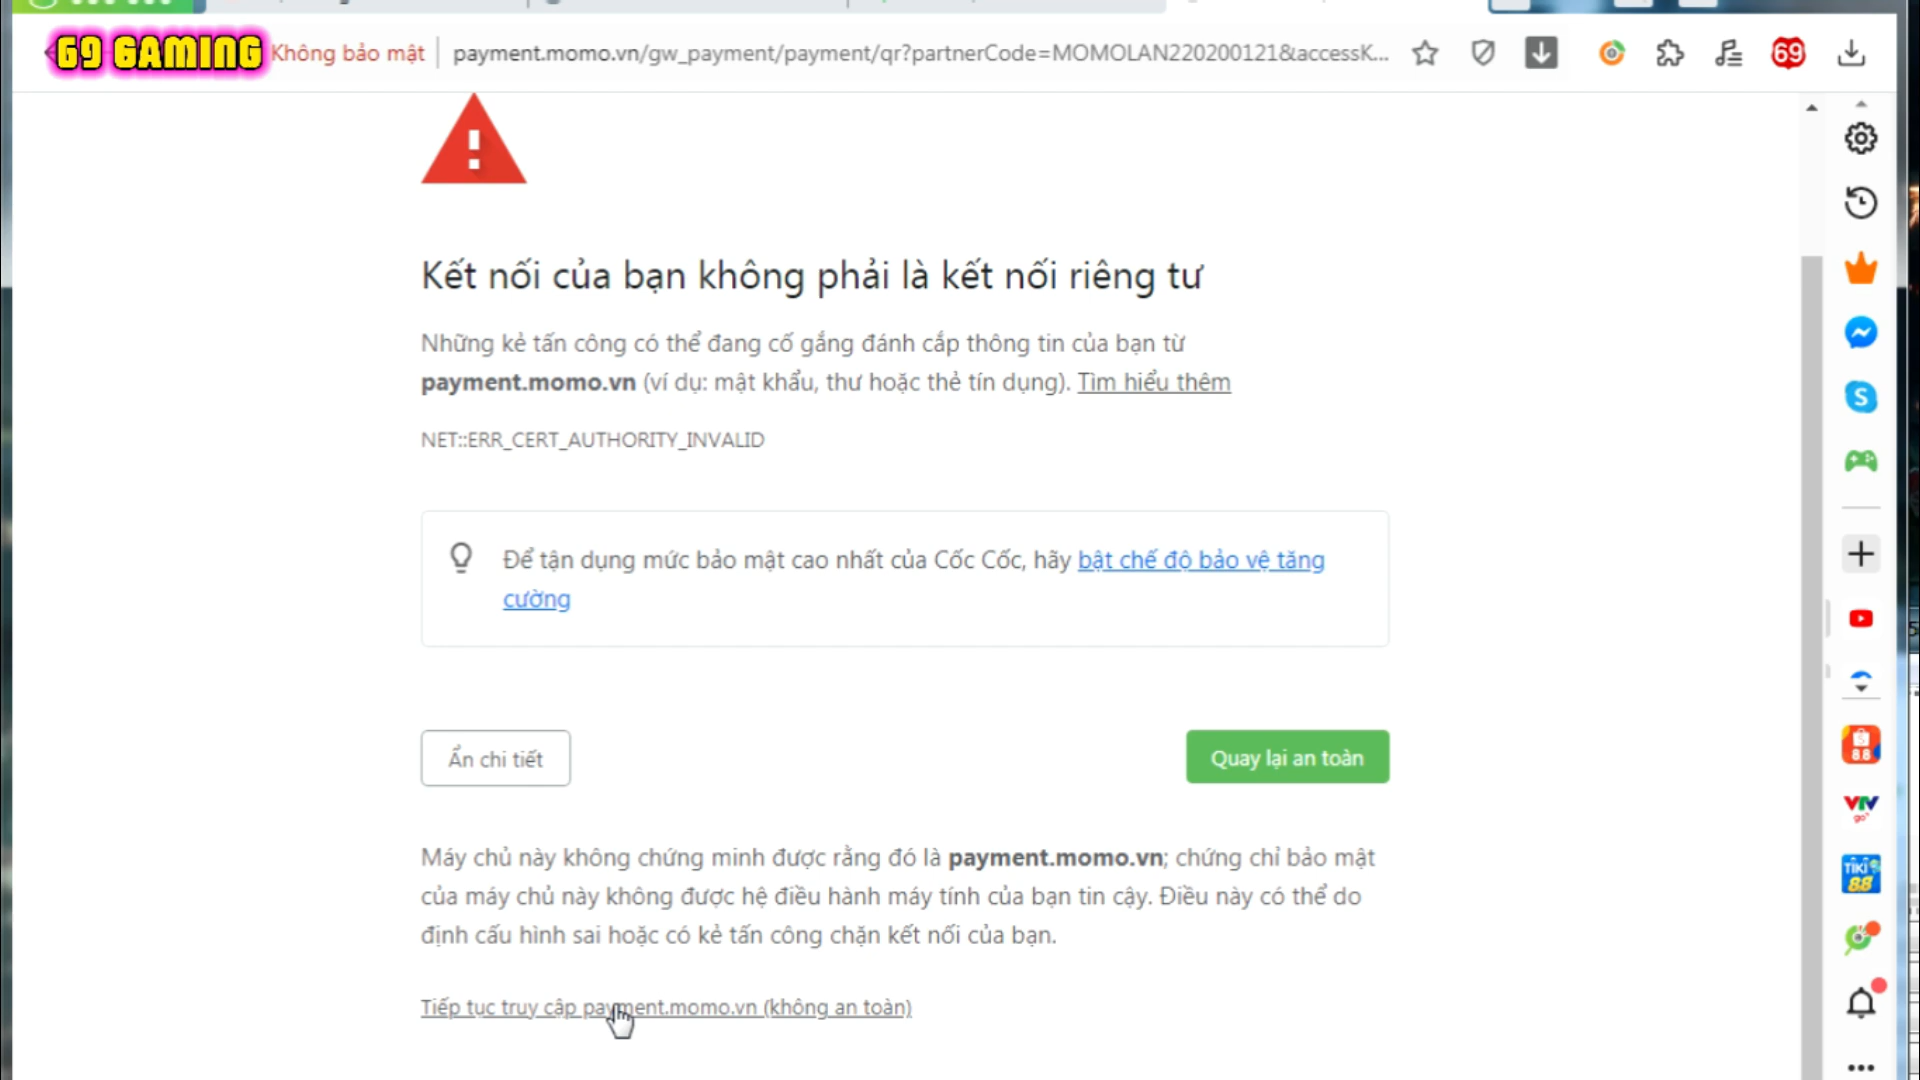 69 GAMING
Không bảo mật
payment.momo.vn/gw_payment/payment/qr?partnerCode=MOMOLAN220200121&accessK...
69
Kết nối của bạn không phải là kết nối riêng tư
Những kẻ tấn công có thể đang cố gắng đánh cắp thông tin của bạn từ
payment.momo.vn (ví dụ: mật khẩu, thư hoặc thẻ tín dụng). Tìm hiểu thêm
NET::ERR_CERT_AUTHORITY_INVALID
Để tận dụng mức bảo mật cao nhất của Cốc Cốc, hãy bật chế độ bảo vệ tăng
cường
Ẩn chi tiết
Quay lại an toàn
8.8
VTV
go
TIKI
88
Máy chủ này không chứng minh được rằng đó là payment.momo.vn; chứng chỉ bảo mật
của máy chủ này không được hệ điều hành máy tính của bạn tin cậy. Điều này có thể do
định cấu hình sai hoặc có kẻ tấn công chặn kết nối của bạn.
Tiếp tục truy cập payment.momo.vn (không an toàn)